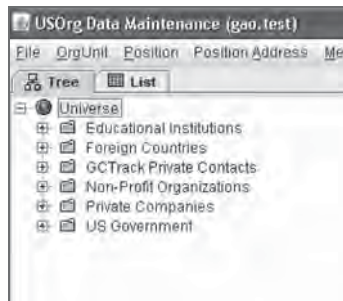 USOrg Data Maintenance (gao.test)
File OrgUnit Position Position Address Me
Tree List
Universe
Educational Institutions
Foreign Countries
GCTrack Private Contacts
Non-Profit Organizations
Private Companies
US Government